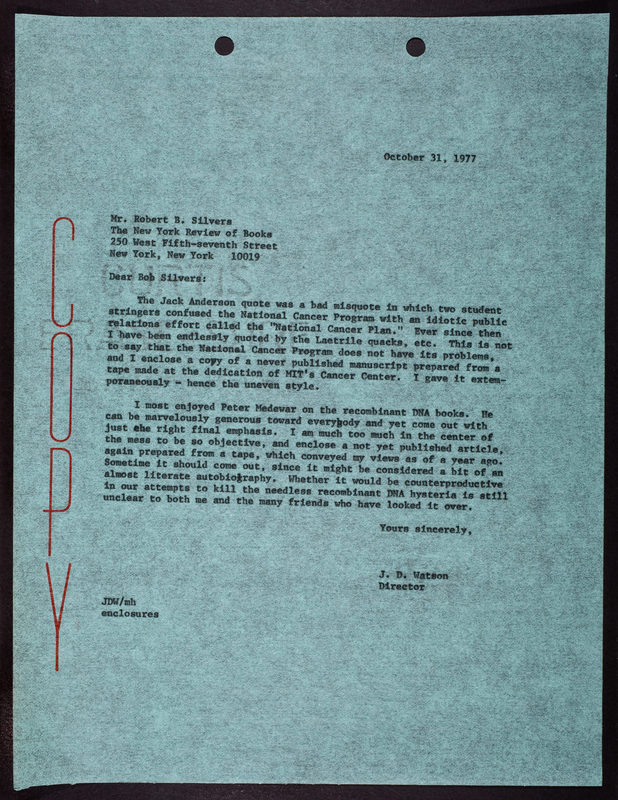 October 31, 1977
Mr. Robert B. Silvers
The New York Review of Books
250 West Fifth-seventh Street
New York, New York 10019
Dear Bob Silvers:
The Jack Anderson quote was a bad misquote in which two student
stringers confused the National Cancer Program with an idiotic public
relations effort called the "National Cancer Plan." Ever since then
I have been endlessly quoted by the Laetrile quacks, etc. This is not
to say that the National Cancer Program does not have its problems,
and I enclose a copy of a never published manuscript prepared from a
tape made at the dedication of MIT's Cancer Center. I gave it extem-
poraneously - hence the uneven style.
I most enjoyed Peter Medewar on the recombinant DNA books. He
can be marvelously generous toward everybody and yet come out with
just the right final emphasis. I am much too much in the center of
the mess to be so objective, and enclose a not yet published article,
again prepared from a tape, which conveyed my views as of a year ago.
Sometime it should come out, since it might be considered a bit of an
almost literate autobiography. Whether it would be counterproductive
in our attempts to kill the needless recombinant DNA hysteria is still
unclear to both me and the many friends who have looked it over.
Yours sincerely,
J. D. Watson
Director
JDW/mh
enclosures
COPY